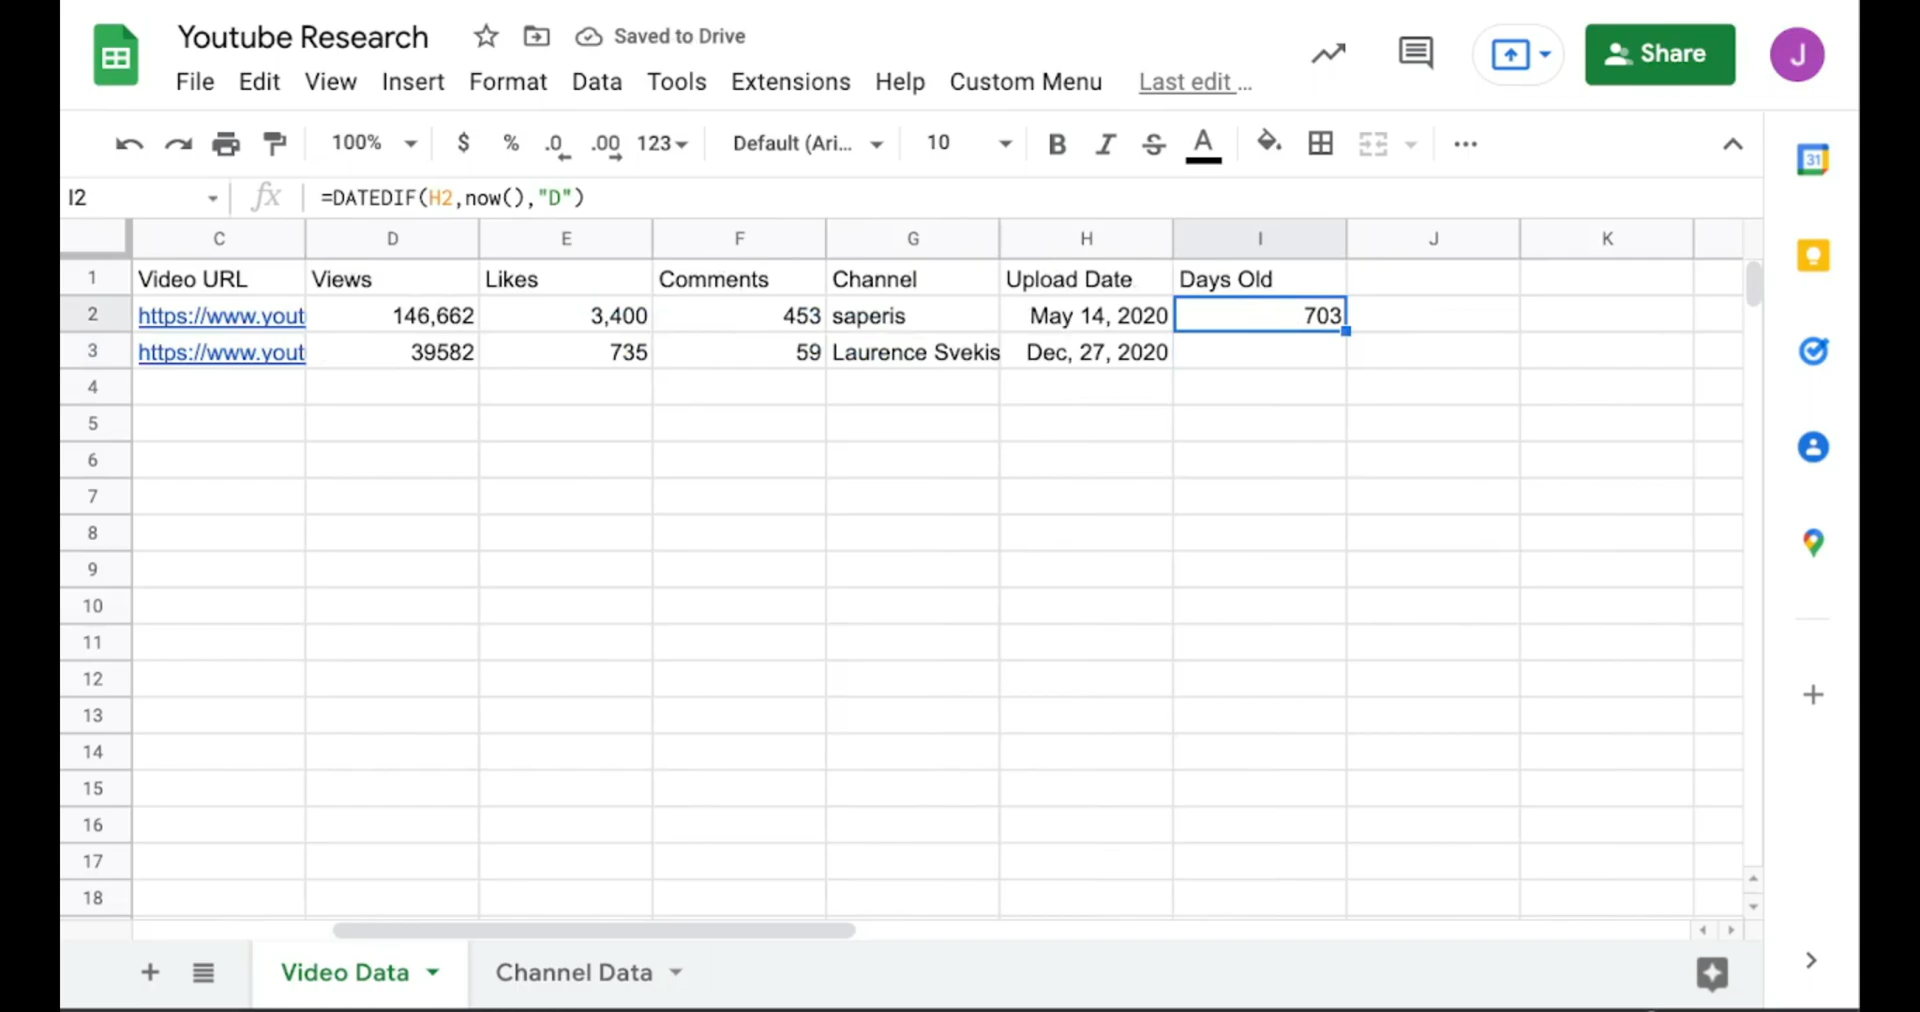 Youtube Research Saved to Drive
File Edit View Insert Format Data Tools Extensions Help Custom Menu Last edit ...
Share J
100% $ % .0 .00 123 Default (Ari... 10 B I S A ...
31
I2 fx =DATEDIF(H2,now(),"D")
C D E F G H I J K
1 Video URL Views Likes Comments Channel Upload Date Days Old
2 https://www.yout 146,662 3,400 453 saperis May 14, 2020 703
3 https://www.yout 39582 735 59 Laurence Svekis Dec, 27, 2020
4
5
6
7
8
9
10
11
12
13
14
15
16
17
18
Video Data Channel Data